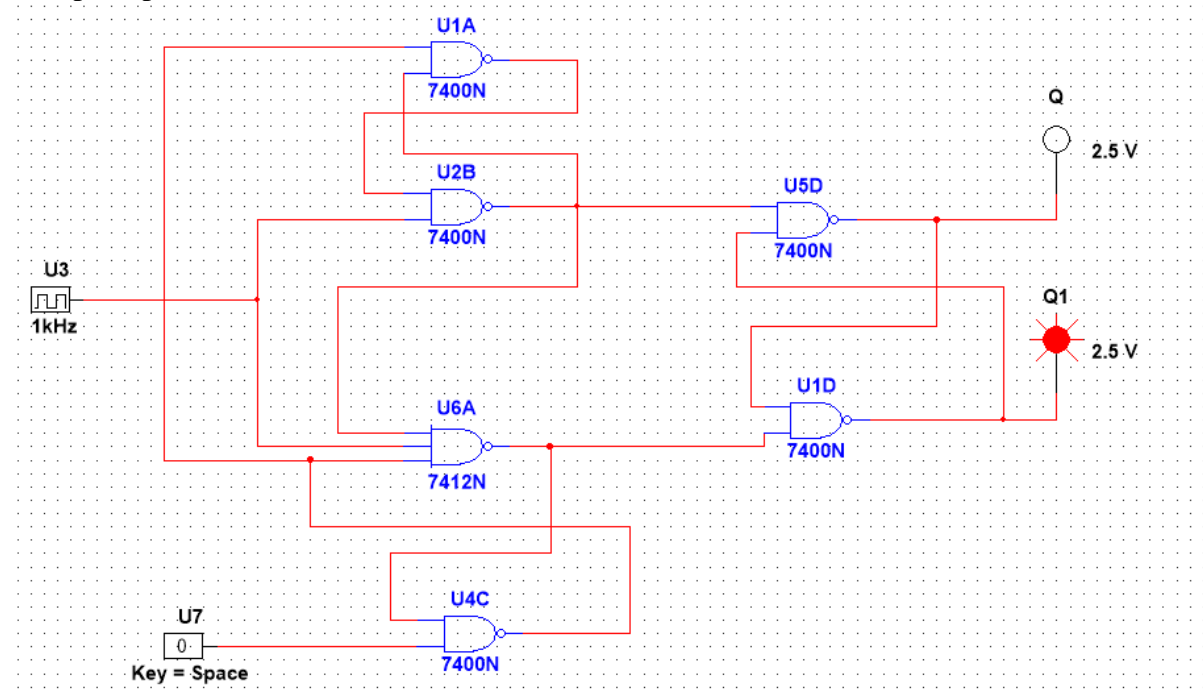 U1A
7400N
Q
2.5 V
U2B
7400N
U5D
7400N
U3
1kHz
Q1
2.5 V
U1D
7400N
U6A
7412N
U4C
7400N
U7
0
Key = Space